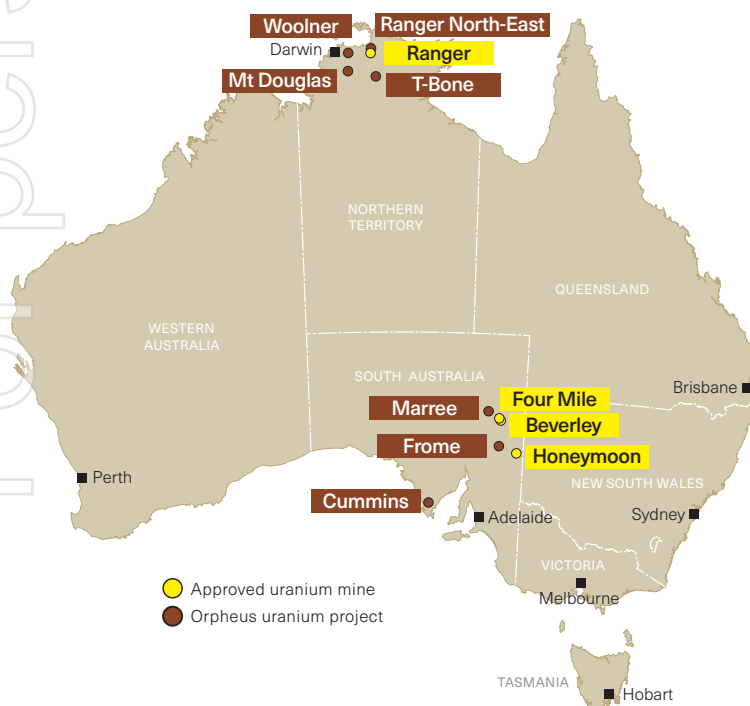 Woolner
Ranger North-East
Darwin
Ranger
Mt Douglas
T-Bone
NORTHERN
TERRITORY
QUEENSLAND
WESTERN
AUSTRALIA
SOUTH AUSTRALIA
Brisbane
Four Mile
Marree
Beverley
Frome
Honeymoon
Perth
NEW SOUTH WALES
Cummins
Adelaide
Sydney
VICTORIA
Approved uranium mine
Melbourne
Orpheus uranium project
TASMANIA
Hobart